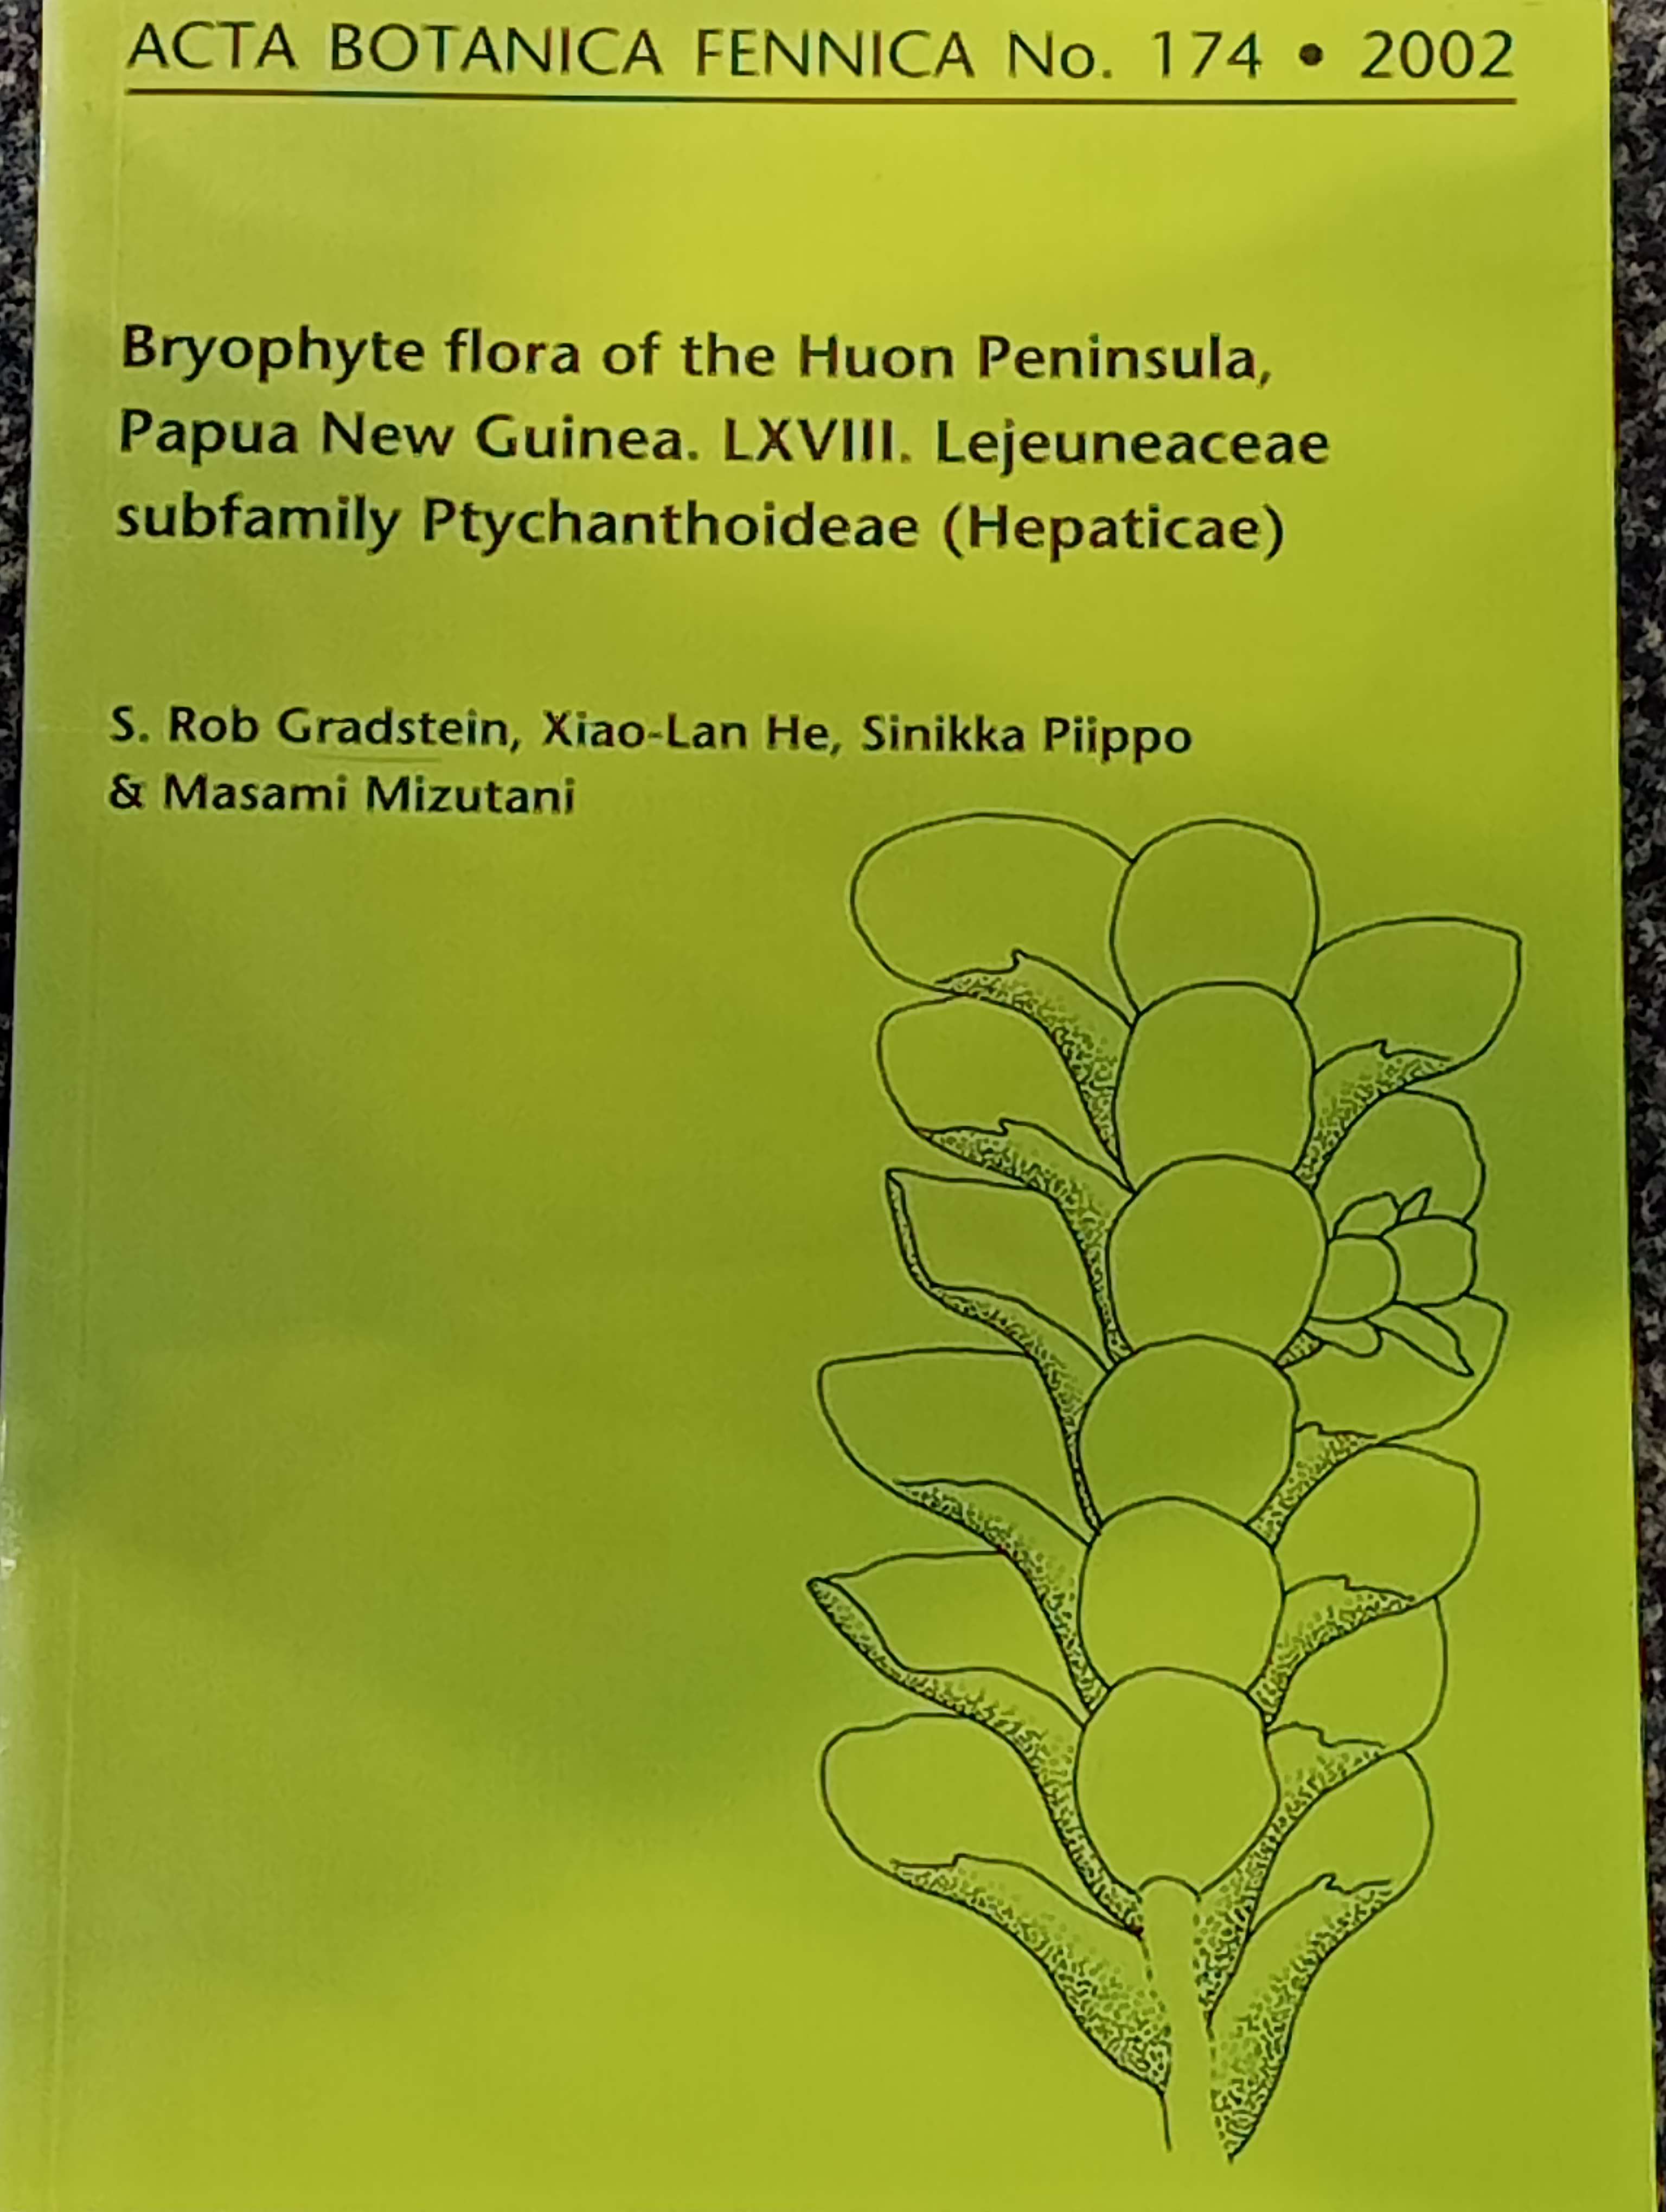 ACTA BOTANICA FENNICA No. 174 • 2002
Bryophyte flora of the Huon Peninsula,
Papua New Guinea. LXVIII. Lejeuneaceae
subfamily Ptychanthoideae (Hepaticae)
S. Rob Gradstein, Xiao-Lan He, Sinikka Piippo
& Masami Mizutani